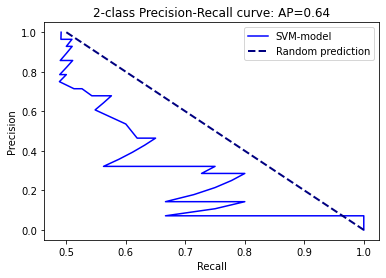 2-class Precision-Recall curve: AP=0.64
SVM-model
Random prediction
Precision
1.0
0.8
0.6
0.4
0.2
0.0
0.5
0.6
0.7
0.8
0.9
1.0
Recall